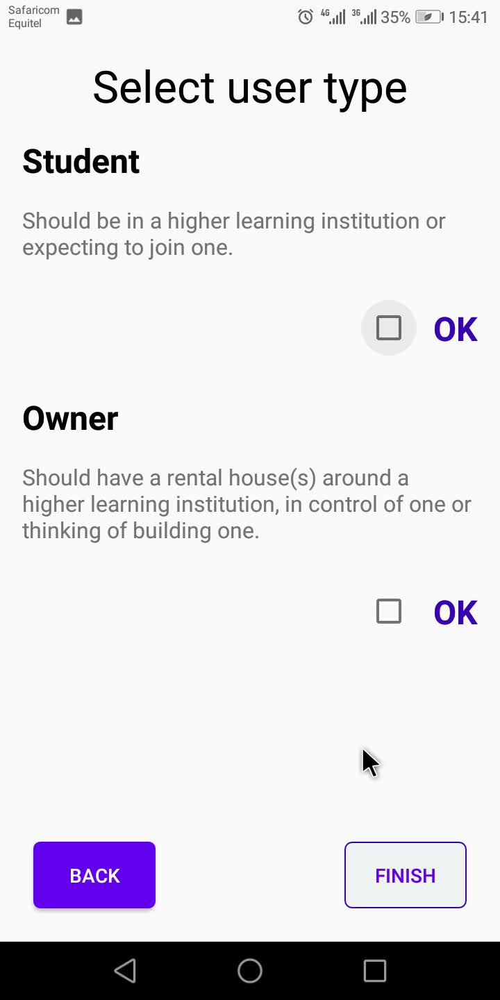 Safaricom
Equitel
4G 3G 35% 15:41
Select user type
Student
Should be in a higher learning institution or
expecting to join one.
OK
Owner
Should have a rental house(s) around a
higher learning institution, in control of one or
thinking of building one.
OK
BACK FINISH